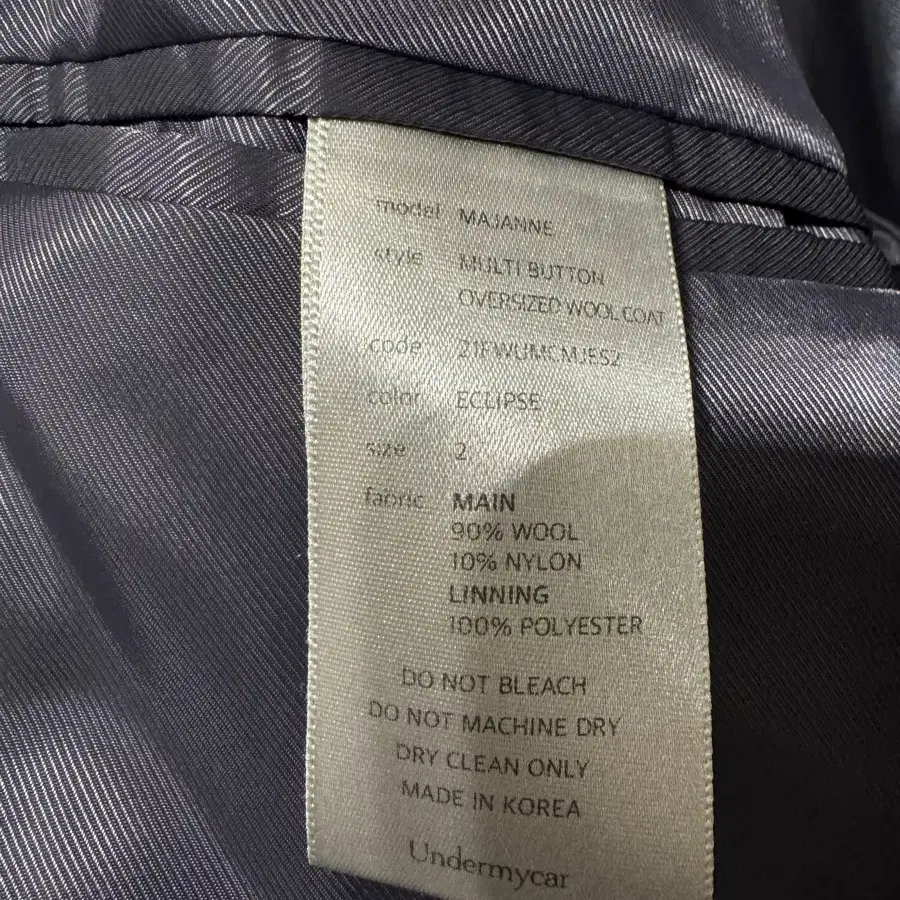 model MAJANNE
style MULTI BUTTON
OVERSIZED WOOL COAT
code 21FWUMCMJES2
color ECLIPSE
size 2
fabric MAIN
90% WOOL
10% NYLON
LINNING
100% POLYESTER
DO NOT BLEACH
DO NOT MACHINE DRY
DRY CLEAN ONLY
MADE IN KOREA
Undermycar